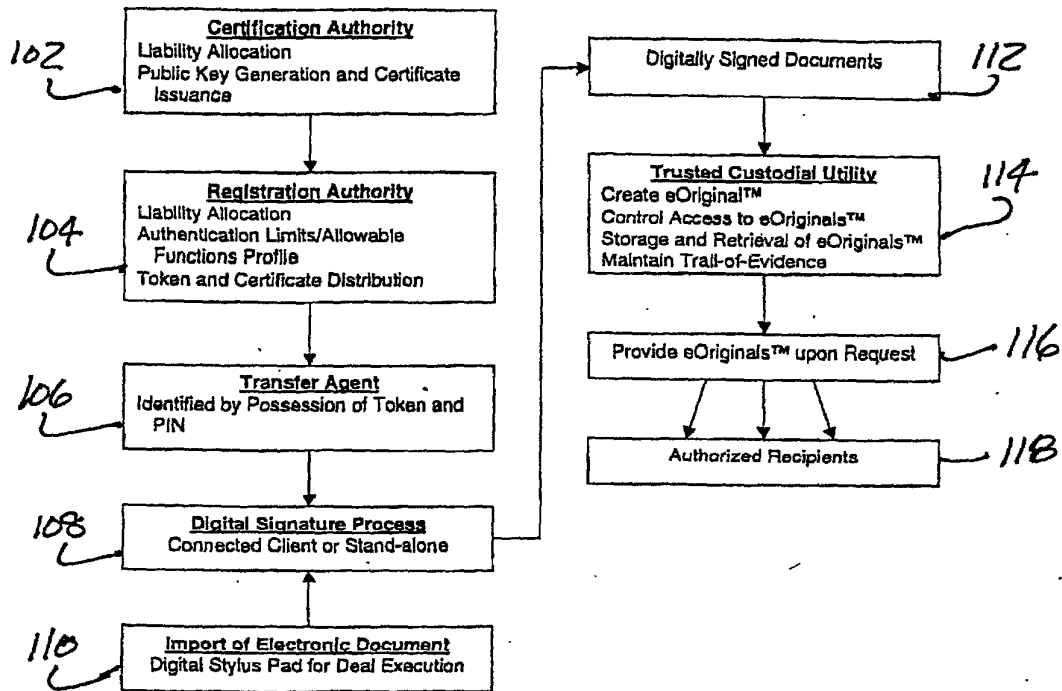 102
Certification Authority
Liability Allocation
Public Key Generation and Certificate
Issuance
104
Registration Authority
Liability Allocation
Authentication Limits/Allowable
Functions Profile
Token and Certificate Distribution
106
Transfer Agent
Identified by Possession of Token and
PIN
108
Digital Signature Process
Connected Client or Stand-alone
110
Import of Electronic Document
Digital Stylus Pad for Deal Execution
Digitally Signed Documents
112
Trusted Custodial Utility
Create eOriginal™
Control Access to eOriginals™
Storage and Retrieval of eOriginals™
Maintain Trail-of-Evidence
114
Provide eOriginals™ upon Request
116
Authorized Recipients
118